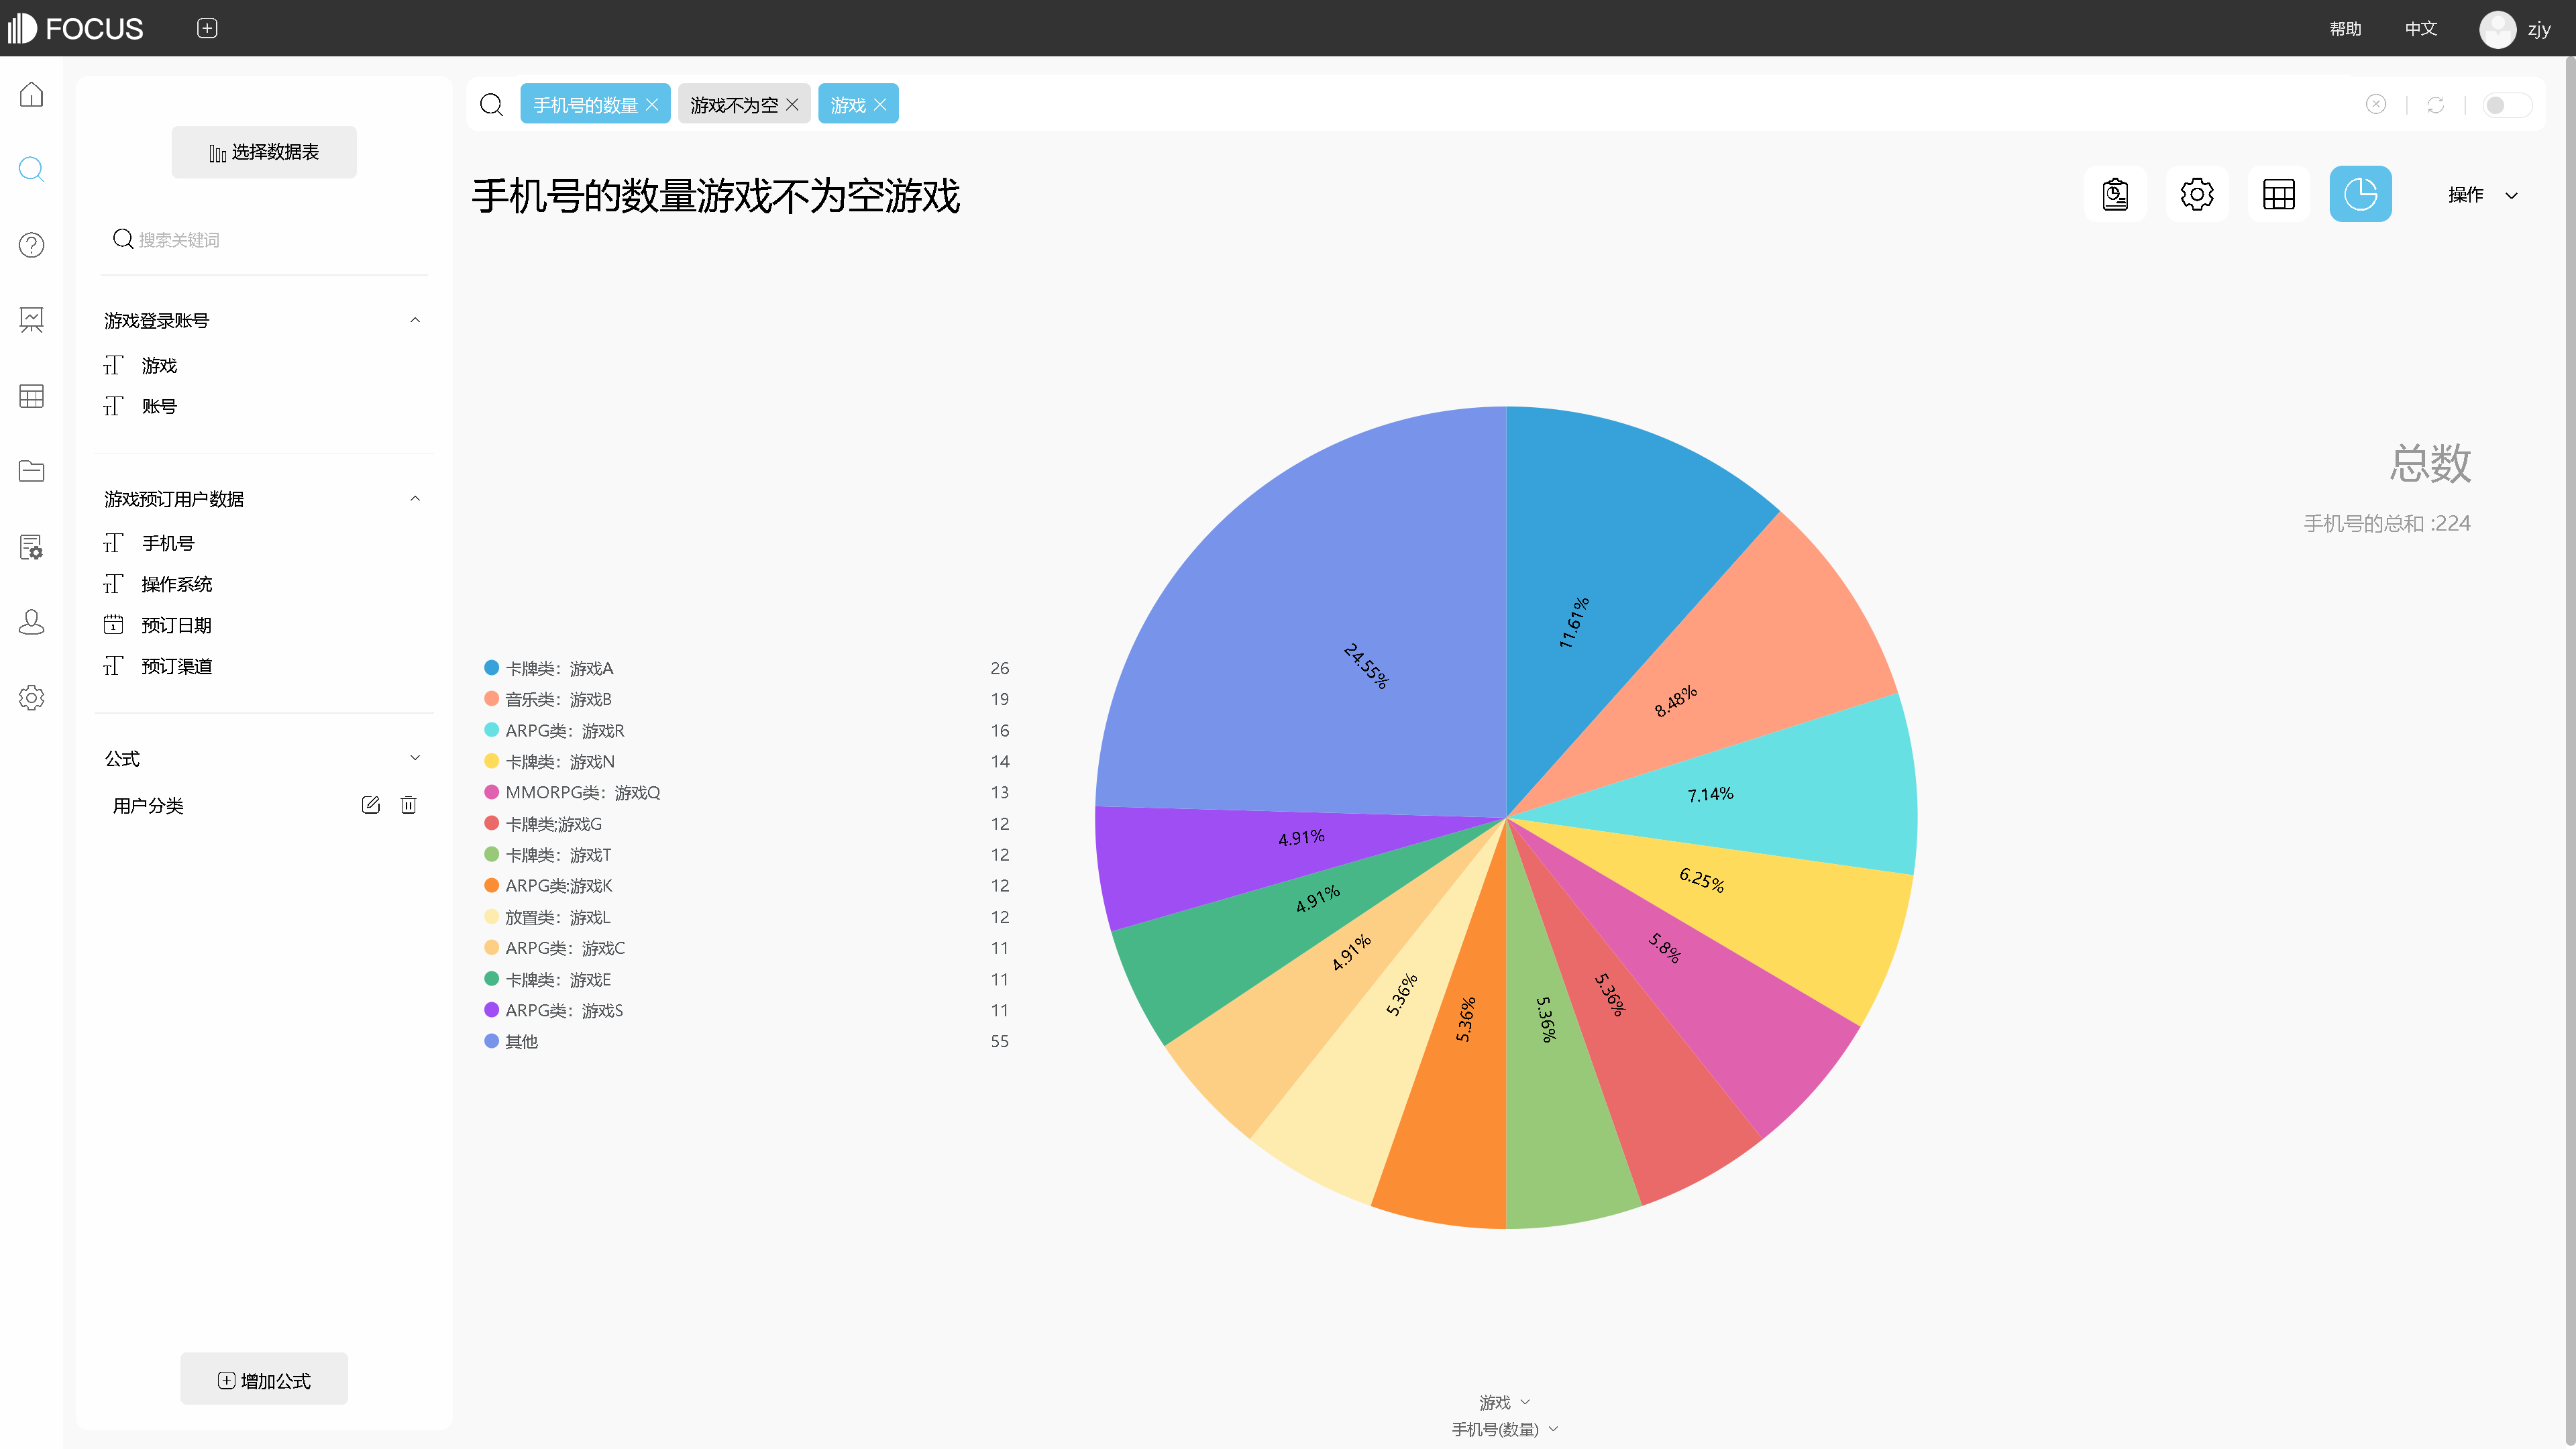 FOCUS
帮助 中文 zjy
手机号的数量 游戏不为空 游戏
选择数据表
搜索关键词
游戏登录账号
游戏
账号
游戏预订用户数据
手机号
操作系统
1 预订日期
预订渠道
公式
用户分类
增加公式
手机号的数量游戏不为空游戏
操作
总数
手机号的总和 :224
卡牌类：游戏A 26
音乐类：游戏B 19
ARPG类：游戏R 16
卡牌类：游戏N 14
MMORPG类：游戏Q 13
卡牌类;游戏G 12
卡牌类：游戏T 12
ARPG类:游戏K 12
放置类：游戏L 12
ARPG类：游戏C 11
卡牌类：游戏E 11
ARPG类：游戏S 11
其他 55
11.61%
8.48%
7.14%
6.25%
5.8%
5.36%
5.36%
5.36%
5.36%
4.91%
4.91%
4.91%
24.55%
游戏
手机号(数量)